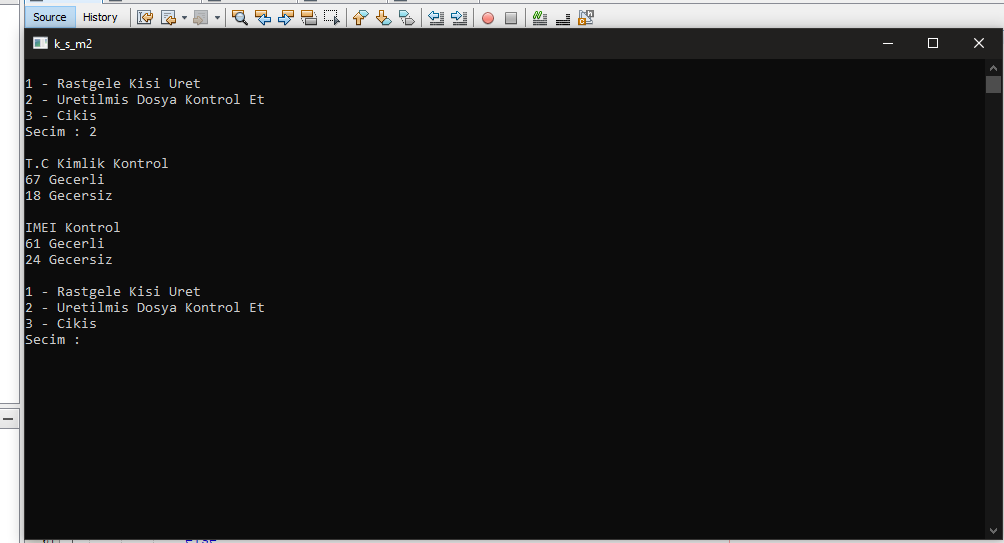 Source History
k_s_m2
1 - Rastgele Kisi Uret
2 - Uretilmis Dosya Kontrol Et
3 - Cikis
Secim : 2
T.C Kimlik Kontrol
67 Gecerli
18 Gecersiz
IMEI Kontrol
61 Gecerli
24 Gecersiz
1 - Rastgele Kisi Uret
2 - Uretilmis Dosya Kontrol Et
3 - Cikis
Secim :
else